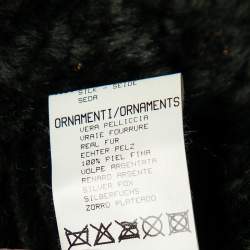 SILK - SEIDE
SEDA
ORNAMENTI/ORNAMENTS
VERA PELLICCIA
VRAIE FOURRURE
REAL FUR
ECHTER PELZ
100% PIEL FINA
VOLPE ARGENTATA
RENARD ARGENTE
SILVER FOX
SILBERFUCHS
ZORRO PLATEADO